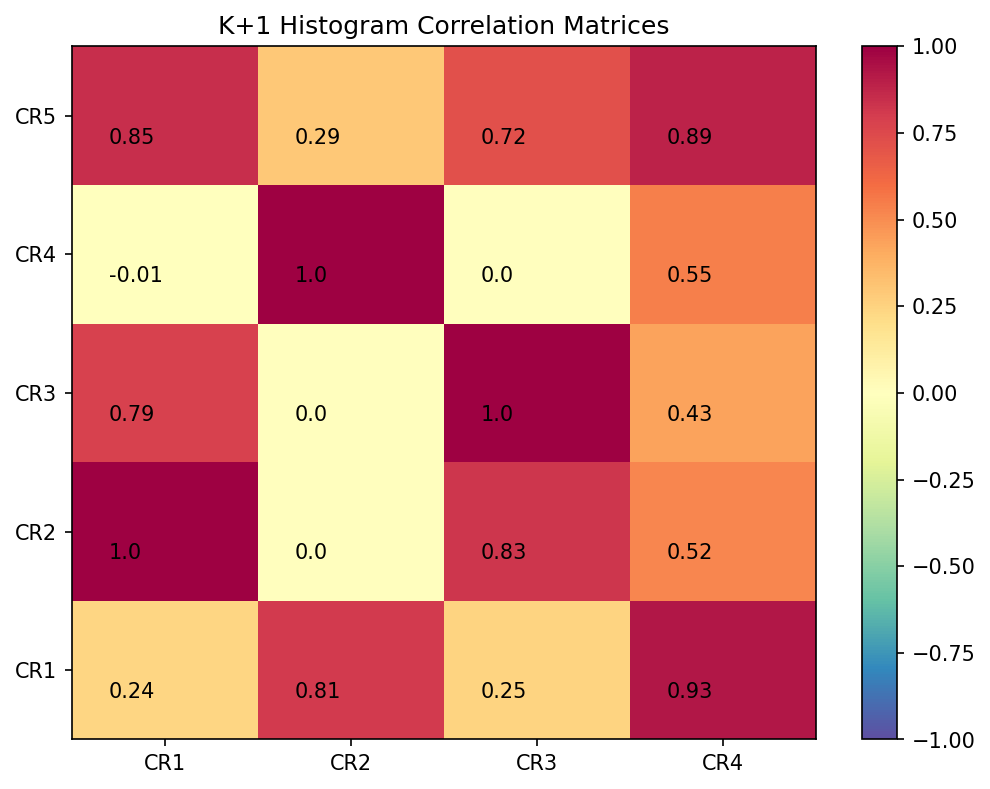 K+1 Histogram Correlation Matrices
CR5 0.85 0.29 0.72 0.89
CR4 -0.01 1.0 0.0 0.55
CR3 0.79 0.0 1.0 0.43
CR2 1.0 0.0 0.83 0.52
CR1 0.24 0.81 0.25 0.93
CR1 CR2 CR3 CR4
1.00
0.75
0.50
0.25
0.00
−0.25
−0.50
−0.75
−1.00